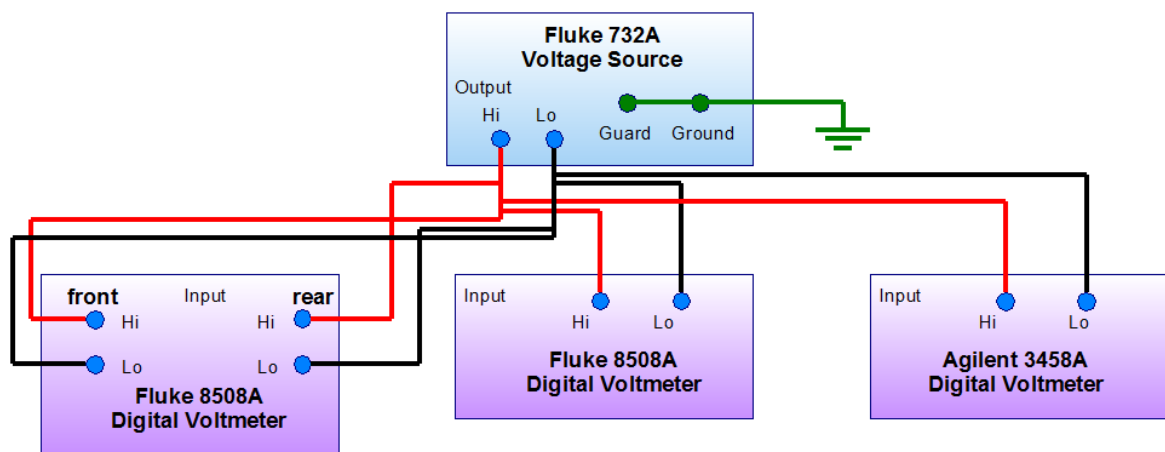 Fluke 732A
Voltage Source
Output
Hi
Lo
Guard
Ground
front
Input
rear
Hi
Hi
Lo
Lo
Fluke 8508A
Digital Voltmeter
Input
Hi
Lo
Fluke 8508A
Digital Voltmeter
Input
Hi
Lo
Agilent 3458A
Digital Voltmeter